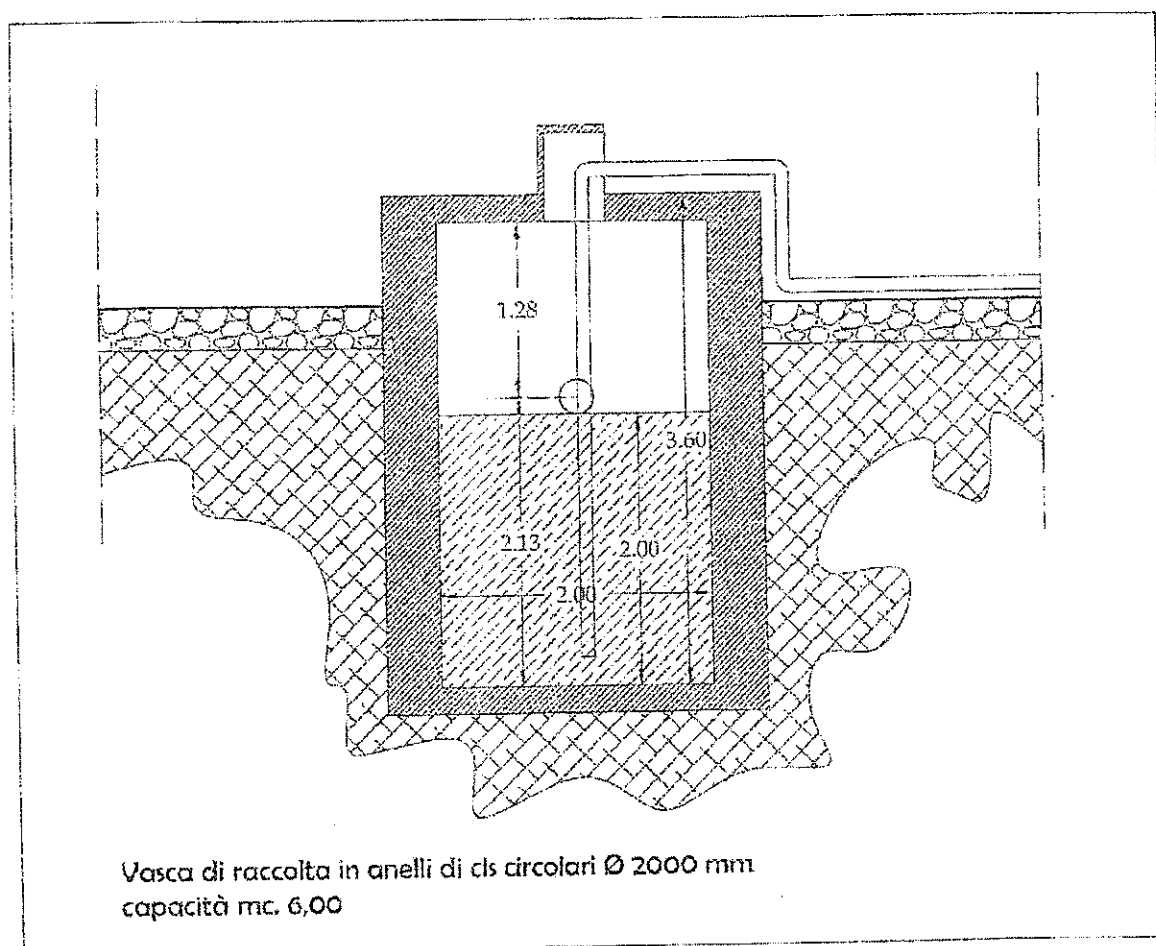 1.28
3.60
2.13
2.00
2.00
Vasca di raccolta in anelli di cls circolari Ø 2000 mm
capacità mc. 6,00